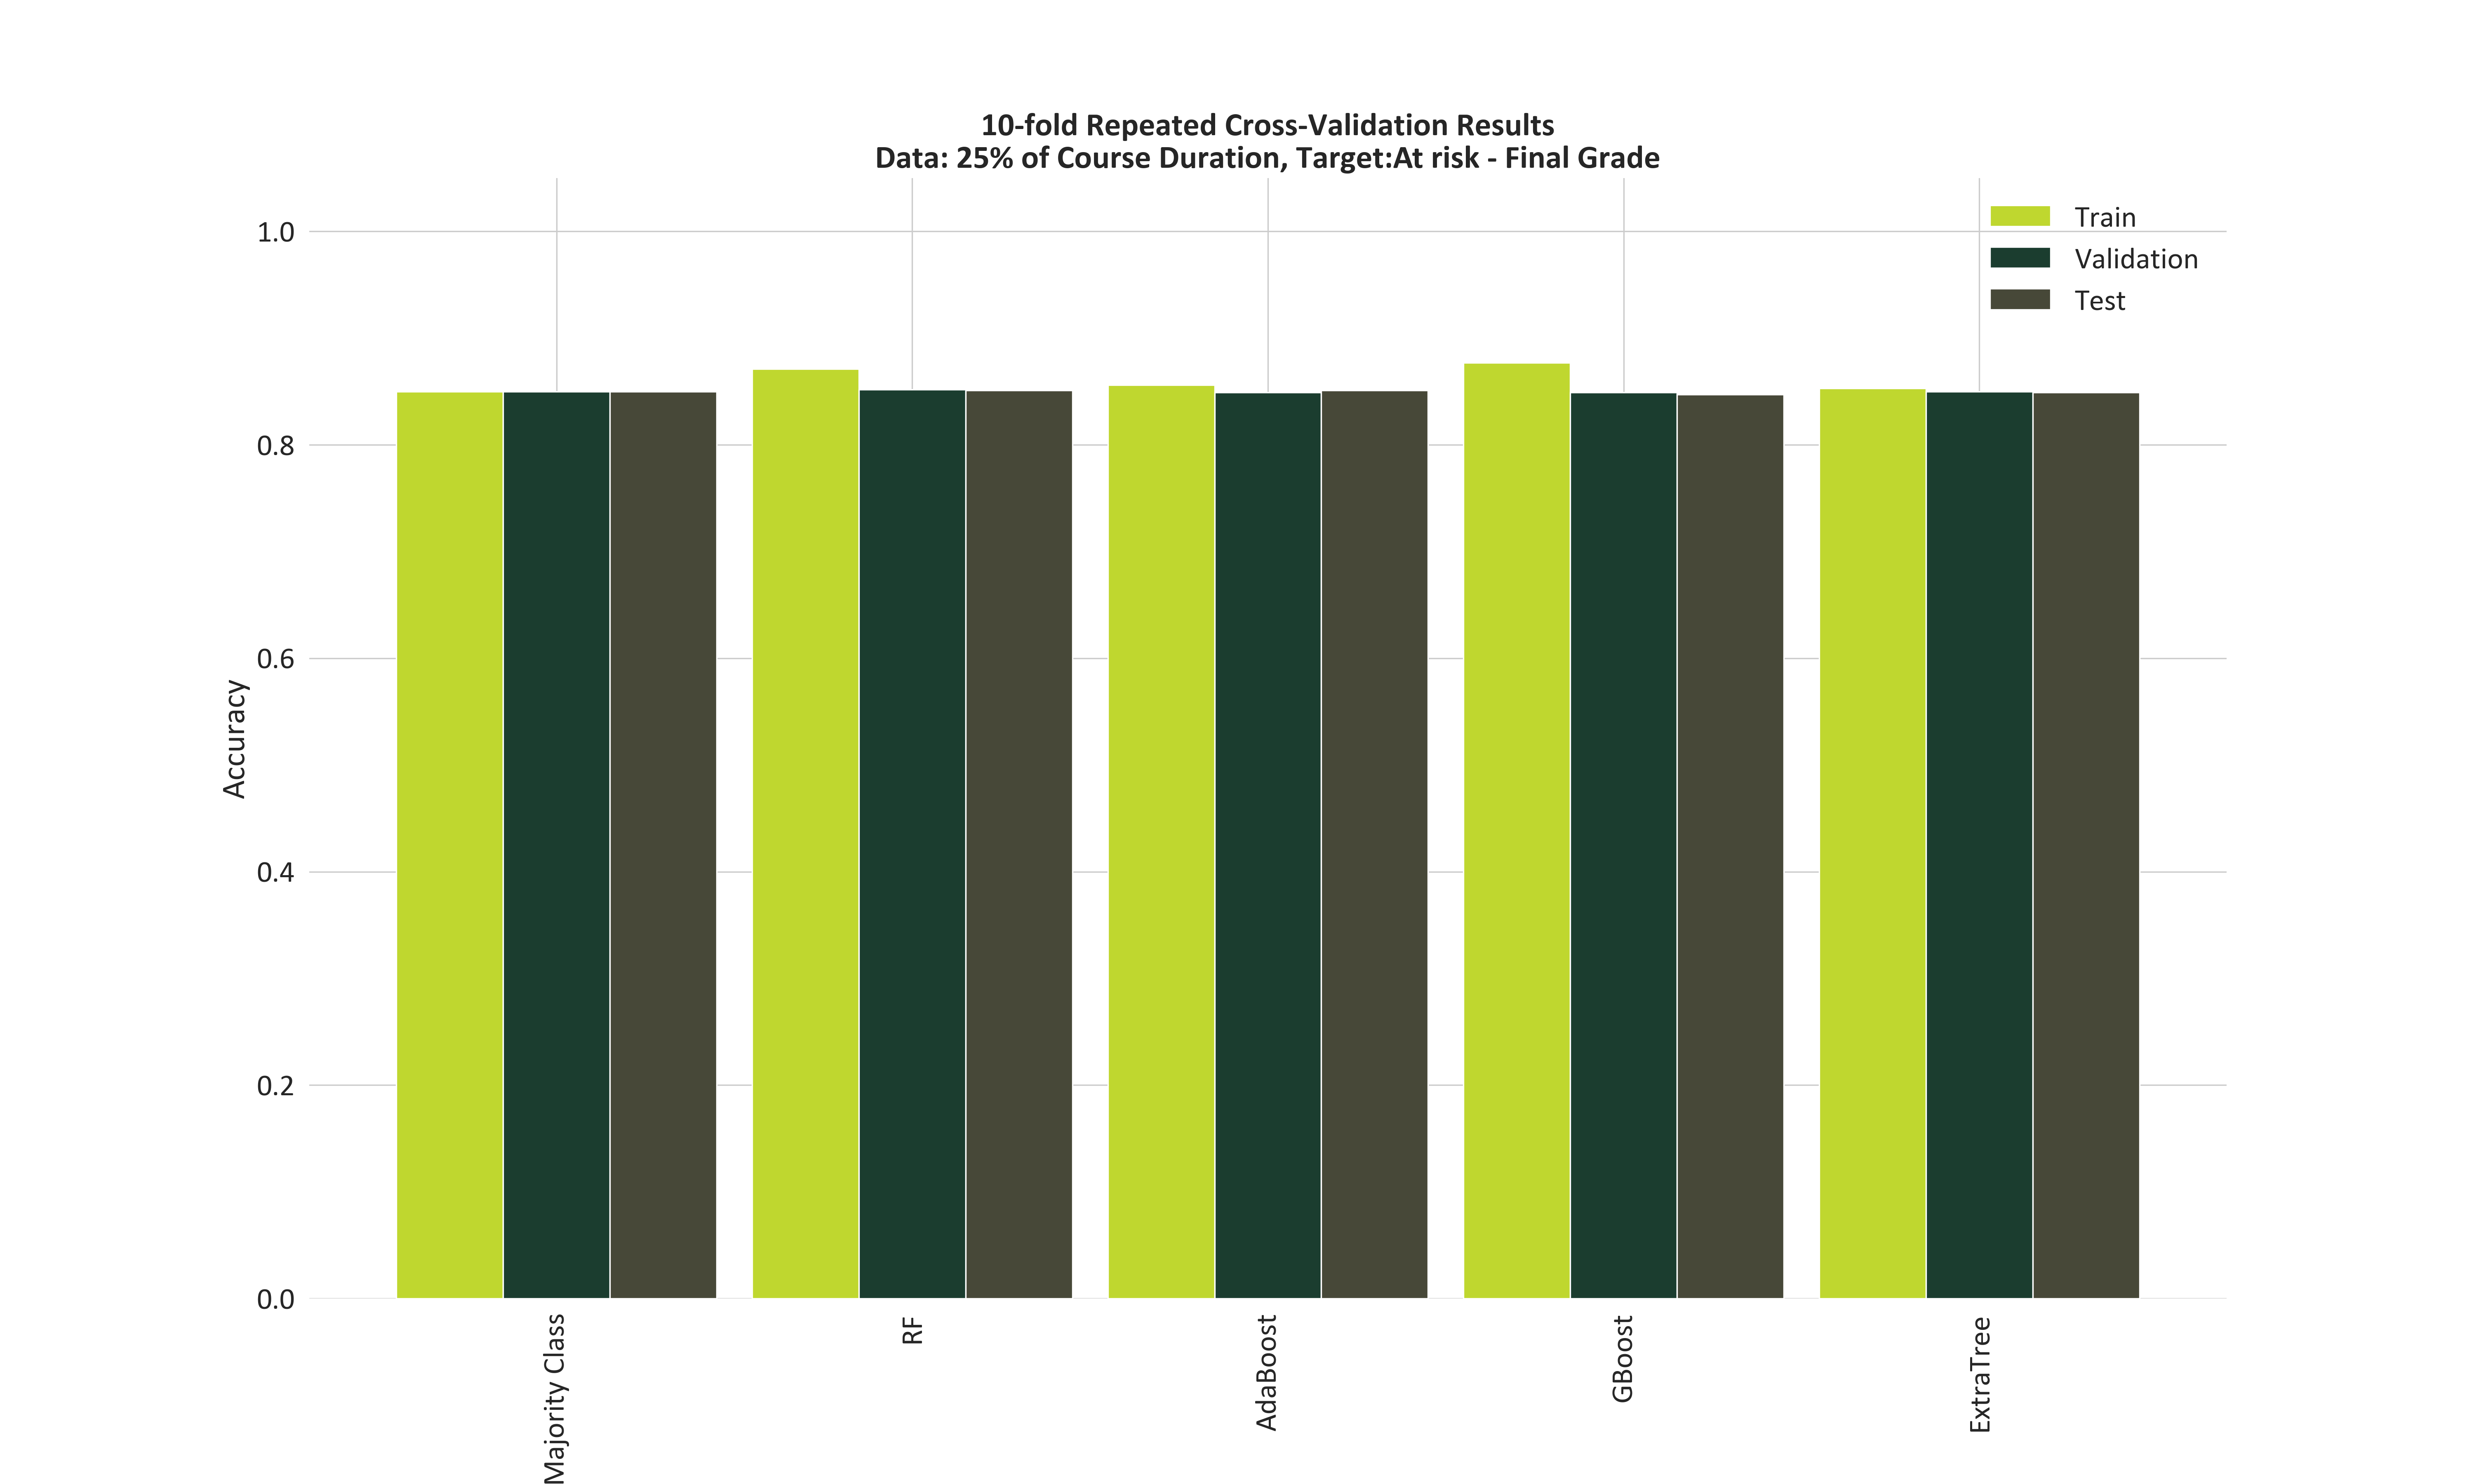 10-fold Repeated Cross-Validation Results
Data: 25% of Course Duration, Target:At risk - Final Grade
Train
Validation
Test
1.0
0.8
0.6
0.4
0.2
0.0
Accuracy
Majority Class
RF
AdaBoost
GBoost
ExtraTree